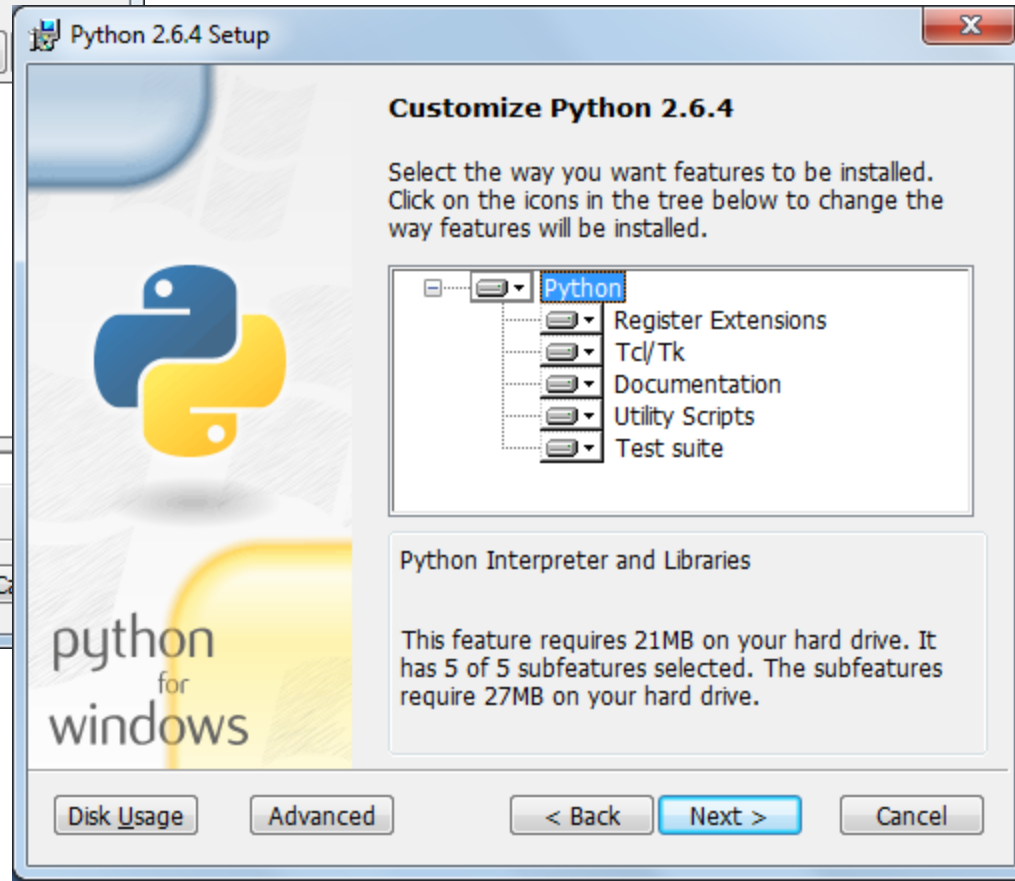 Python 2.6.4 Setup
Customize Python 2.6.4
Select the way you want features to be installed.
Click on the icons in the tree below to change the
way features will be installed.
Python
Register Extensions
Tcl/Tk
Documentation
Utility Scripts
Test suite
Python Interpreter and Libraries
This feature requires 21MB on your hard drive. It
has 5 of 5 subfeatures selected. The subfeatures
require 27MB on your hard drive.
python
for
windows
Disk Usage
Advanced
< Back
Next >
Cancel